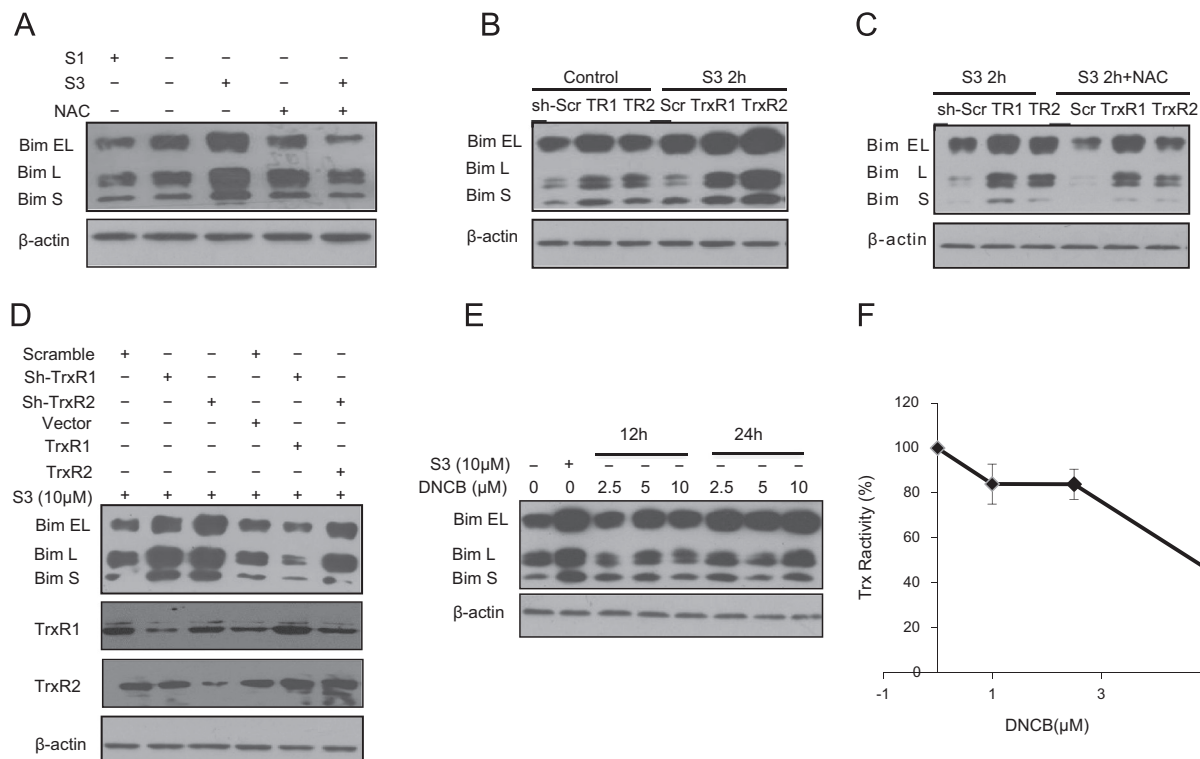 A
S1 + – – – –
S3 – – + – +
NAC – – – + +
Bim EL
Bim L
Bim S
β-actin
B
Control S3 2h
sh-Scr TR1 TR2 Scr TrxR1 TrxR2
Bim EL
Bim L
Bim S
β-actin
C
S3 2h S3 2h+NAC
sh-Scr TR1 TR2 Scr TrxR1 TrxR2
Bim EL
Bim L
Bim S
β-actin
D
Scramble + – – + – –
Sh-TrxR1 – + – – + –
Sh-TrxR2 – – + – – +
Vector – – – + – –
TrxR1 – – – – + –
TrxR2 – – – – – +
S3 (10μM) + + + + + +
Bim EL
Bim L
Bim S
TrxR1
TrxR2
β-actin
E
12h 24h
S3 (10μM) – + – – – – – –
DNCB (μM) 0 0 2.5 5 10 2.5 5 10
Bim EL
Bim L
Bim S
β-actin
F
120
100
80
60
40
20
0
-1 1 3
Trx Ractivity (%)
DNCB(μM)